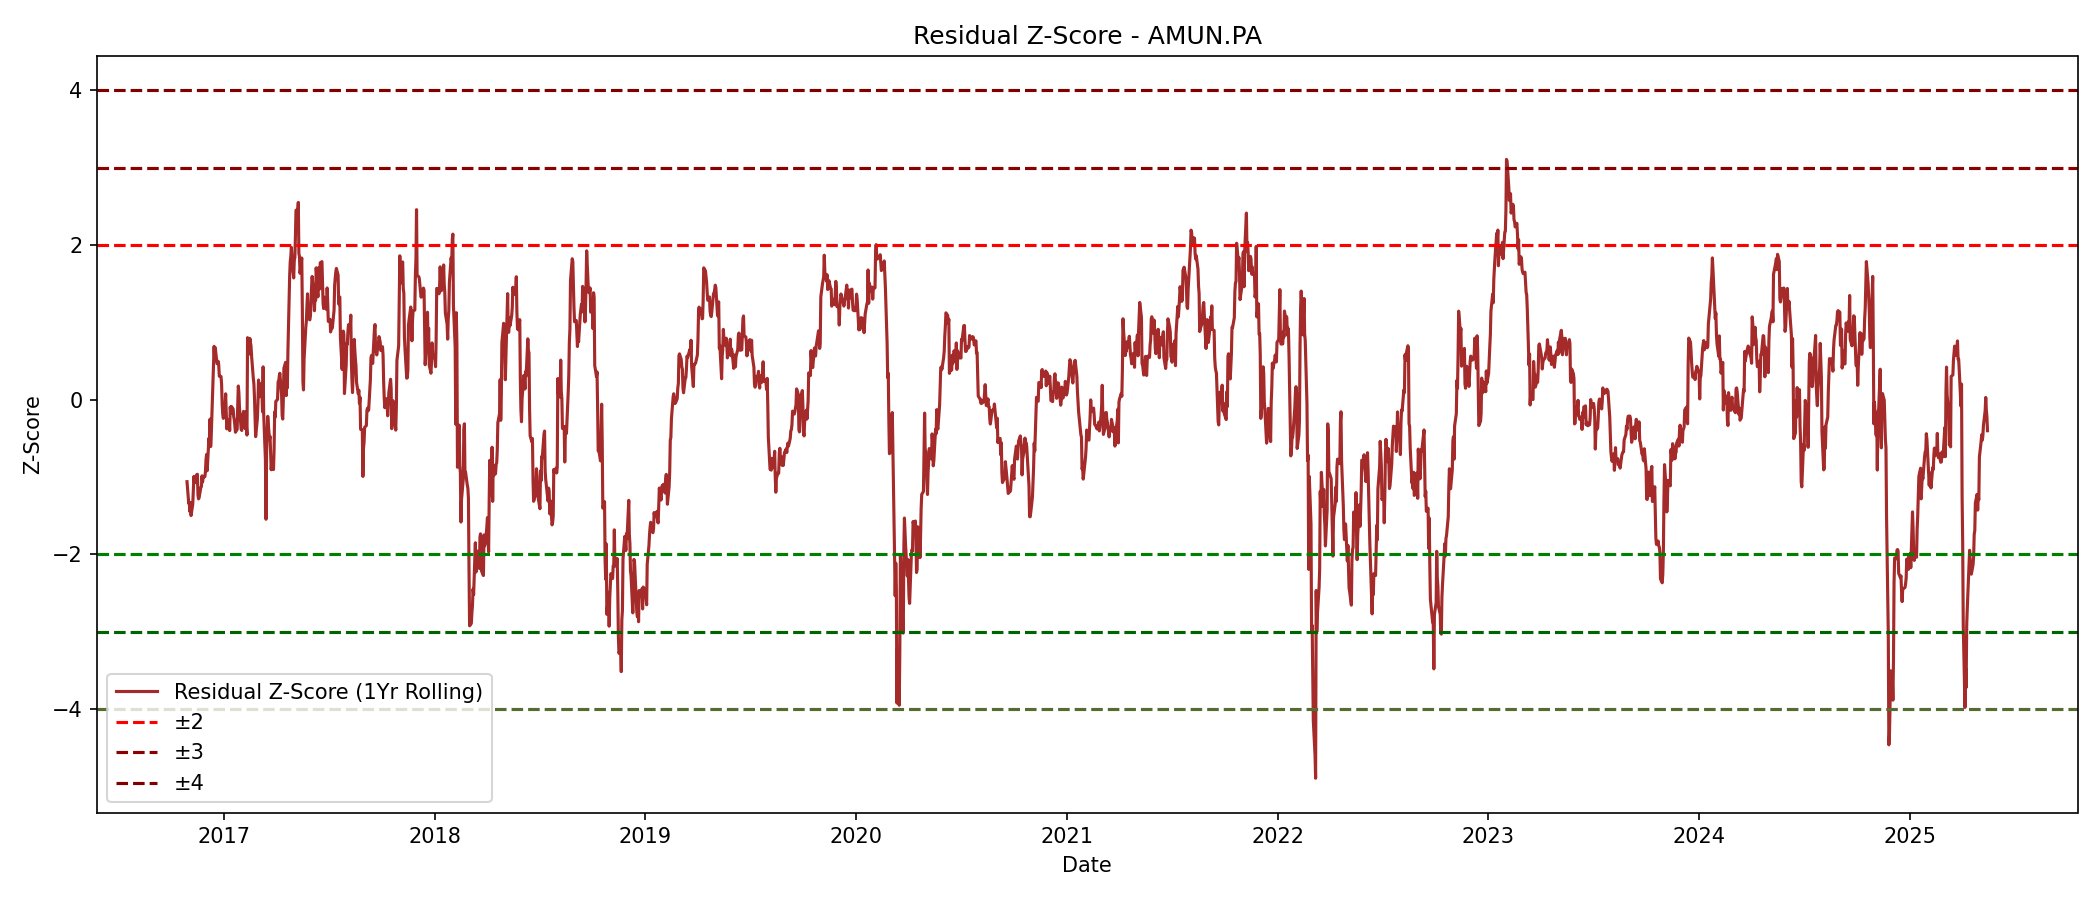 Residual Z-Score - AMUN.PA
4
2
0
−2
−4
Z-Score
Residual Z-Score (1Yr Rolling)
±2
±3
±4
2017 2018 2019 2020 2021 2022 2023 2024 2025
Date